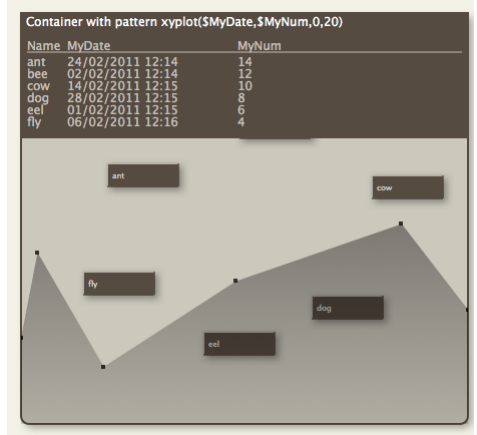 Container with pattern xyplot($MyDate,$MyNum,0,20)
Name MyDate MyNum
ant 24/02/2011 12:14 14
bee 02/02/2011 12:14 12
cow 14/02/2011 12:15 10
dog 28/02/2011 12:15 8
eel 01/02/2011 12:15 6
fly 06/02/2011 12:16 4
ant
cow
fly
dog
eel